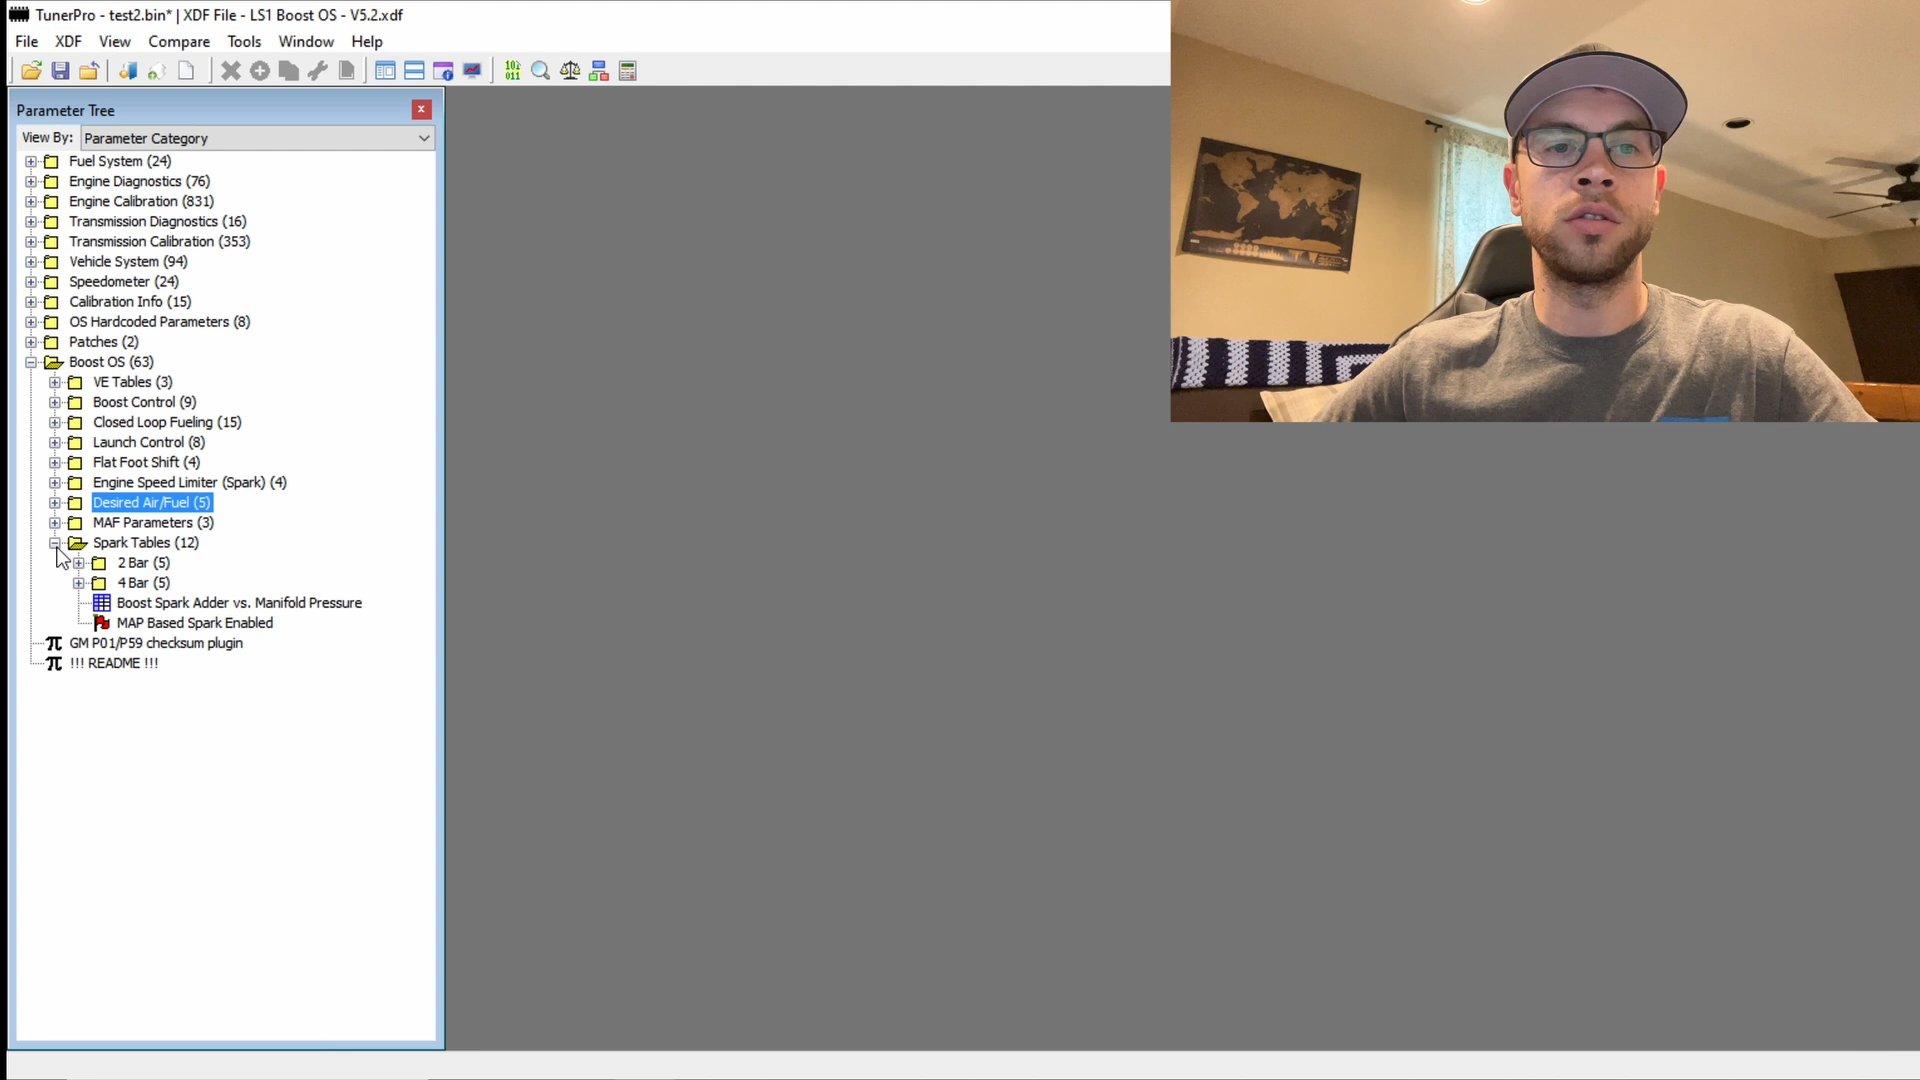 TunerPro - test2.bin* | XDF File - LS1 Boost OS - V5.2.xdf
File XDF View Compare Tools Window Help
Parameter Tree
View By: Parameter Category
Fuel System (24)
Engine Diagnostics (76)
Engine Calibration (831)
Transmission Diagnostics (16)
Transmission Calibration (353)
Vehicle System (94)
Speedometer (24)
Calibration Info (15)
OS Hardcoded Parameters (8)
Patches (2)
Boost OS (63)
VE Tables (3)
Boost Control (9)
Closed Loop Fueling (15)
Launch Control (8)
Flat Foot Shift (4)
Engine Speed Limiter (Spark) (4)
Desired Air/Fuel (5)
MAF Parameters (3)
Spark Tables (12)
2 Bar (5)
4 Bar (5)
Boost Spark Adder vs. Manifold Pressure
MAP Based Spark Enabled
GM P01/P59 checksum plugin
!!! README !!!